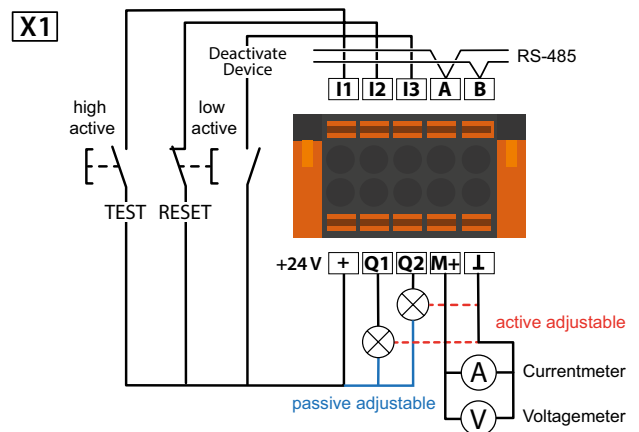 X1
Deactivate
Device
RS-485
I1 I2 I3 A B
high
active
low
active
TEST RESET
+24 V + Q1 Q2 M+ ⊥
active adjustable
passive adjustable
A Currentmeter
V Voltagemeter